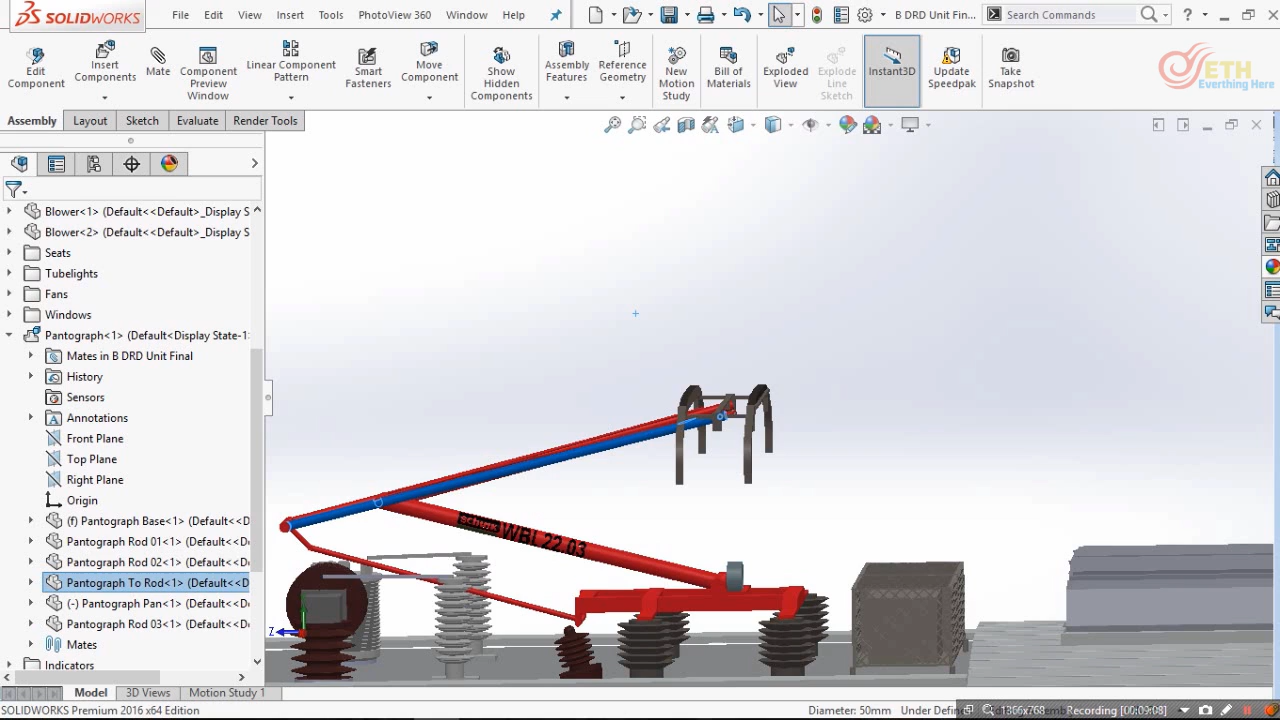 SOLIDWORKS
File Edit View Insert Tools PhotoView 360 Window Help
B DRD Unit Fin...
Search Commands
Edit Component
Insert Components
Mate
Component Preview Window
Linear Component Pattern
Smart Fasteners
Move Component
Show Hidden Components
Assembly Features
Reference Geometry
New Motion Study
Bill of Materials
Exploded View
Explode Line Sketch
Instant3D
Update Speedpak
Take Snapshot
ETH
Everthing Here
Assembly Layout Sketch Evaluate Render Tools
Blower<1> (Default<<Default>_Display S
Blower<2> (Default<<Default>_Display S
Seats
Tubelights
Fans
Windows
Pantograph<1> (Default<Display State-1
Mates in B DRD Unit Final
History
Sensors
Annotations
Front Plane
Top Plane
Right Plane
Origin
(f) Pantograph Base<1> (Default<<D
Pantograph Rod 01<1> (Default<<D
Pantograph Rod 02<1> (Default<<D
Pantograph To Rod<1> (Default<<D
(-) Pantograph Pan<1> (Default<<D
Pantograph Rod 03<1> (Default<<D
Mates
Indicators
schunk WBL 22.03
Z
Model 3D Views Motion Study 1
SOLIDWORKS Premium 2016 x64 Edition
Diameter: 50mm Under Defin
1366x768 Recording [00:09:08]